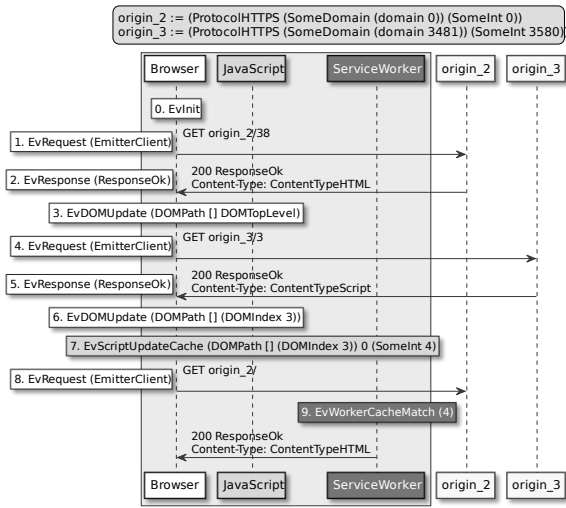 origin_2 := (ProtocolHTTPS (SomeDomain (domain 0)) (SomeInt 0))
origin_3 := (ProtocolHTTPS (SomeDomain (domain 3481)) (SomeInt 3580))
Browser JavaScript ServiceWorker origin_2 origin_3
0. EvInit
1. EvRequest (EmitterClient) GET origin_2/38
200 ResponseOk
2. EvResponse (ResponseOk) Content-Type: ContentTypeHTML
3. EvDOMUpdate (DOMPath [] DOMTopLevel)
4. EvRequest (EmitterClient) GET origin_3/3
200 ResponseOk
5. EvResponse (ResponseOk) Content-Type: ContentTypeScript
6. EvDOMUpdate (DOMPath [] (DOMIndex 3))
7. EvScriptUpdateCache (DOMPath [] (DOMIndex 3)) 0 (SomeInt 4)
8. EvRequest (EmitterClient) GET origin_2/
9. EvWorkerCacheMatch (4)
200 ResponseOk
Content-Type: ContentTypeHTML
Browser JavaScript ServiceWorker origin_2 origin_3